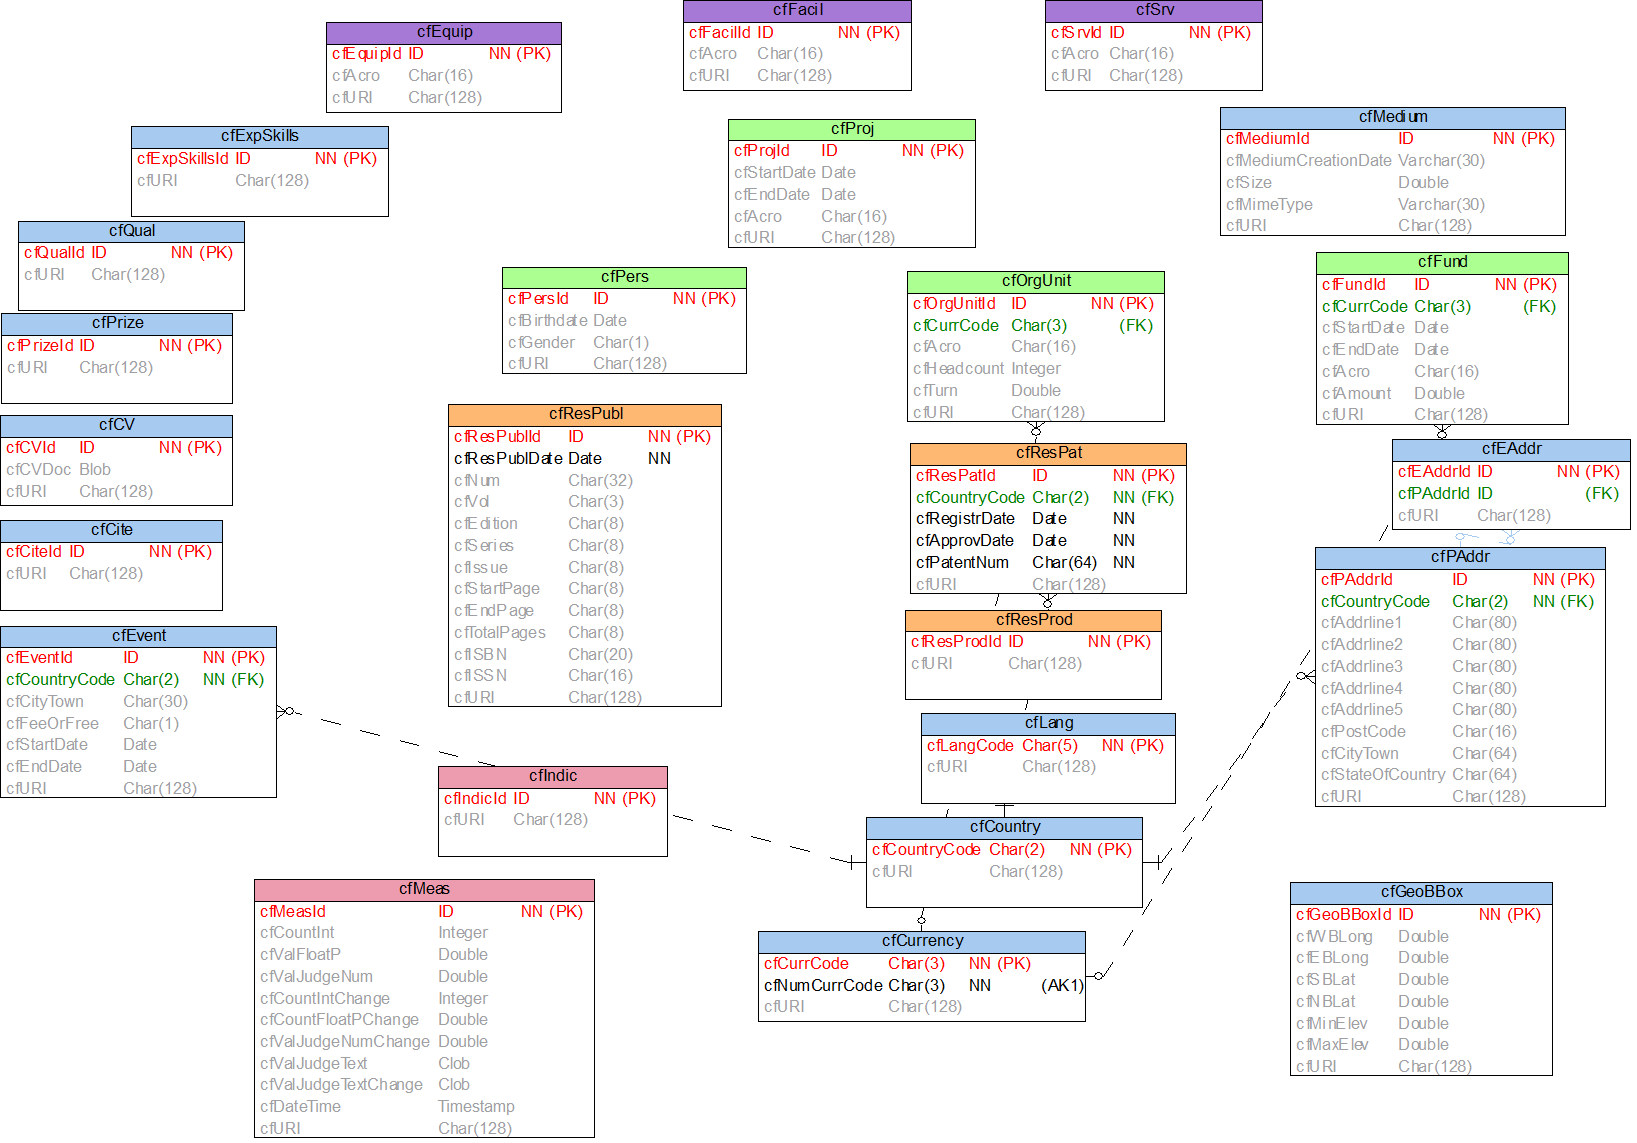 cfEquip
cfEquipId ID NN (PK)
cfAcro Char(16)
cfURI Char(128)
cfFacil
cfFacilId ID NN (PK)
cfAcro Char(16)
cfURI Char(128)
cfSrv
cfSrvId ID NN (PK)
cfAcro Char(16)
cfURI Char(128)
cfExpSkills
cfExpSkillsId ID NN (PK)
cfURI Char(128)
cfProj
cfProjId ID NN (PK)
cfStartDate Date
cfEndDate Date
cfAcro Char(16)
cfURI Char(128)
cfMedium
cfMediumId ID NN (PK)
cfMediumCreationDate Varchar(30)
cfSize Double
cfMimeType Varchar(30)
cfURI Char(128)
cfQual
cfQualId ID NN (PK)
cfURI Char(128)
cfPers
cfPersId ID NN (PK)
cfBirthdate Date
cfGender Char(1)
cfURI Char(128)
cfOrgUnit
cfOrgUnitId ID NN (PK)
cfCurrCode Char(3) (FK)
cfAcro Char(16)
cfHeadcount Integer
cfTurn Double
cfURI Char(128)
cfFund
cfFundId ID NN (PK)
cfCurrCode Char(3) (FK)
cfStartDate Date
cfEndDate Date
cfAcro Char(16)
cfAmount Double
cfURI Char(128)
cfPrize
cfPrizeId ID NN (PK)
cfURI Char(128)
cfCV
cfCVId ID NN (PK)
cfCVDoc Blob
cfURI Char(128)
cfResPubl
cfResPublId ID NN (PK)
cfResPublDate Date NN
cfNum Char(32)
cfVol Char(3)
cfEdition Char(8)
cfSeries Char(8)
cfIssue Char(8)
cfStartPage Char(8)
cfEndPage Char(8)
cfTotalPages Char(8)
cfISBN Char(20)
cfISSN Char(16)
cfURI Char(128)
cfResPat
cfResPatId ID NN (PK)
cfCountryCode Char(2) NN (FK)
cfRegistrDate Date NN
cfApprovDate Date NN
cfPatentNum Char(64) NN
cfURI Char(128)
cfEAddr
cfEAddrId ID NN (PK)
cfPAddrId ID (FK)
cfURI Char(128)
cfCite
cfCiteId ID NN (PK)
cfURI Char(128)
cfPAddr
cfPAddrId ID NN (PK)
cfCountryCode Char(2) NN (FK)
cfAddrline1 Char(80)
cfAddrline2 Char(80)
cfAddrline3 Char(80)
cfAddrline4 Char(80)
cfAddrline5 Char(80)
cfPostCode Char(16)
cfCityTown Char(64)
cfStateOfCountry Char(64)
cfURI Char(128)
cfResProd
cfResProdId ID NN (PK)
cfURI Char(128)
cfEvent
cfEventId ID NN (PK)
cfCountryCode Char(2) NN (FK)
cfCityTown Char(30)
cfFeeOrFree Char(1)
cfStartDate Date
cfEndDate Date
cfURI Char(128)
cfLang
cfLangCode Char(5) NN (PK)
cfURI Char(128)
cfIndic
cfIndicId ID NN (PK)
cfURI Char(128)
cfCountry
cfCountryCode Char(2) NN (PK)
cfURI Char(128)
cfMeas
cfMeasId ID NN (PK)
cfCountInt Integer
cfValFloatP Double
cfValJudgeNum Double
cfCountIntChange Integer
cfCountFloatPChange Double
cfValJudgeNumChange Double
cfValJudgeText Clob
cfValJudgeTextChange Clob
cfDateTime Timestamp
cfURI Char(128)
cfCurrency
cfCurrCode Char(3) NN (PK)
cfNumCurrCode Char(3) NN (AK1)
cfURI Char(128)
cfGeoBBox
cfGeoBBoxId ID NN (PK)
cfWBLong Double
cfEBLong Double
cfSBLat Double
cfNBLat Double
cfMinElev Double
cfMaxElev Double
cfURI Char(128)